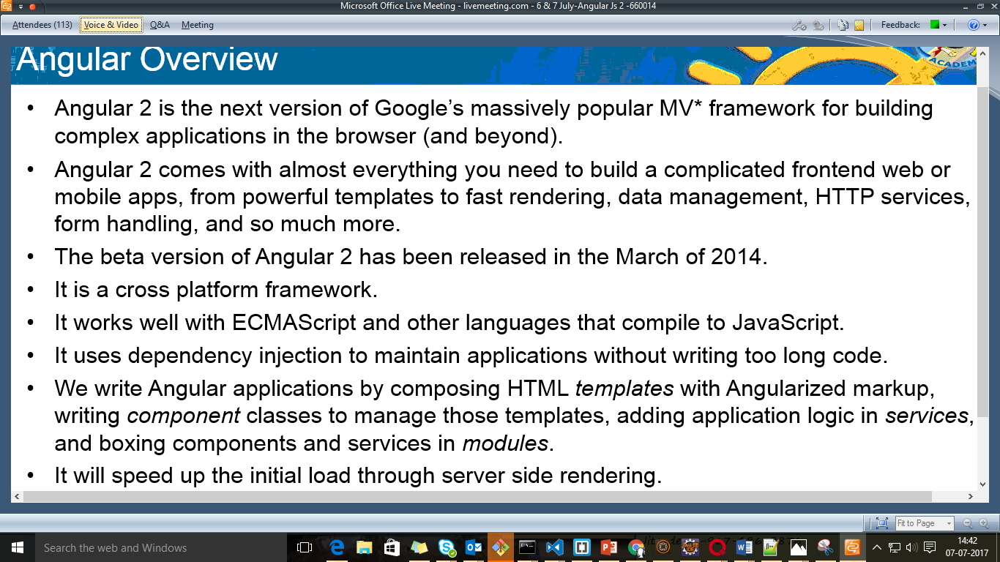 Microsoft Office Live Meeting - livemeeting.com - 6 & 7 July-Angular Js 2 -660014
Attendees (113) Voice & Video Q&A Meeting Feedback:
Angular Overview
ACADEM
• Angular 2 is the next version of Google’s massively popular MV* framework for building
complex applications in the browser (and beyond).
• Angular 2 comes with almost everything you need to build a complicated frontend web or
mobile apps, from powerful templates to fast rendering, data management, HTTP services,
form handling, and so much more.
• The beta version of Angular 2 has been released in the March of 2014.
• It is a cross platform framework.
• It works well with ECMAScript and other languages that compile to JavaScript.
• It uses dependency injection to maintain applications without writing too long code.
• We write Angular applications by composing HTML templates with Angularized markup,
writing component classes to manage those templates, adding application logic in services,
and boxing components and services in modules.
• It will speed up the initial load through server side rendering.
Fit to Page
Search the web and Windows
14:42
07-07-2017